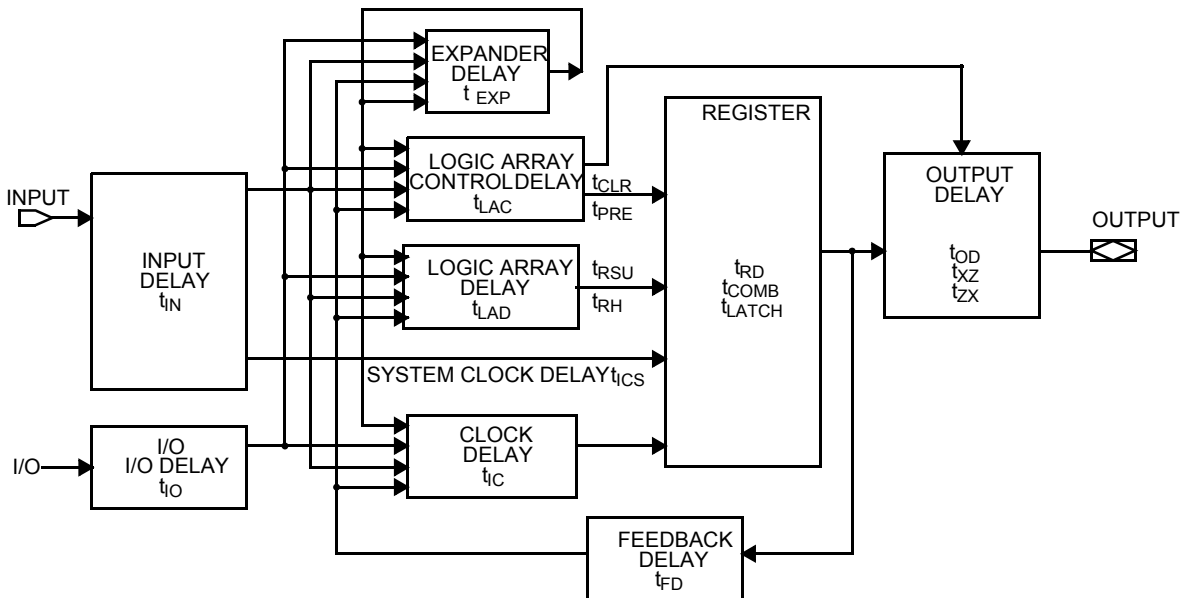 EXPANDER
DELAY
t EXP
REGISTER
LOGIC ARRAY
CONTROLDELAY
tLAC
tCLR
tPRE
OUTPUT
DELAY
tOD
tXZ
tZX
INPUT
OUTPUT
INPUT
DELAY
tIN
LOGIC ARRAY
DELAY
tLAD
tRSU
tRH
tRD
tCOMB
tLATCH
SYSTEM CLOCK DELAYtICS
I/O
I/O
I/O DELAY
tIO
CLOCK
DELAY
tIC
FEEDBACK
DELAY
tFD